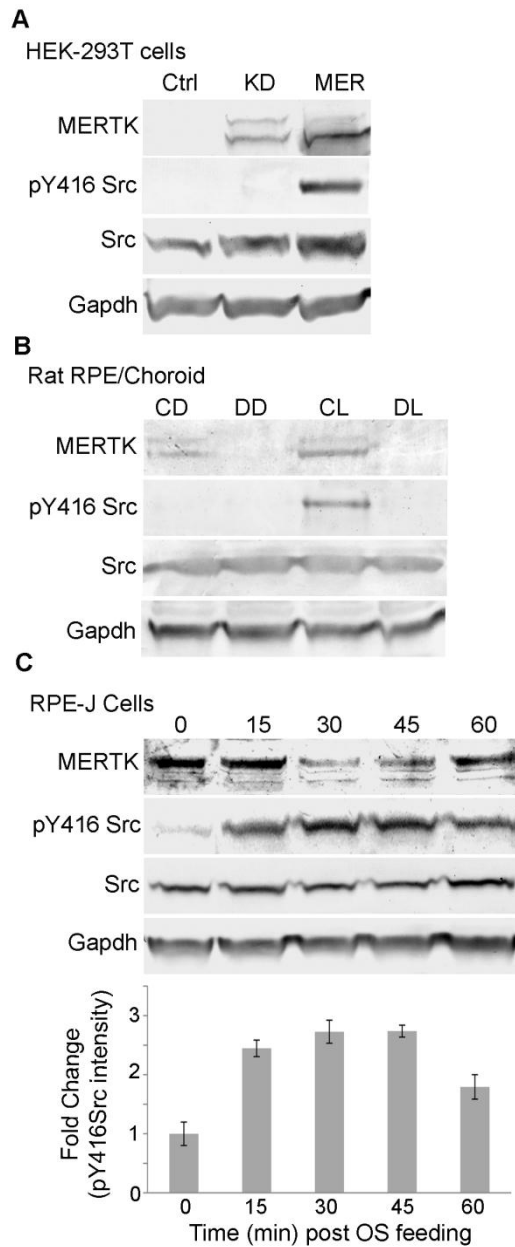 A
HEK-293T cells
Ctrl KD MER
MERTK
pY416 Src
Src
Gapdh
B
Rat RPE/Choroid
CD DD CL DL
MERTK
pY416 Src
Src
Gapdh
C
RPE-J Cells
0 15 30 45 60
MERTK
pY416 Src
Src
Gapdh
Fold Change
(pY416Src intensity)
3
2
1
0
0 15 30 45 60
Time (min) post OS feeding